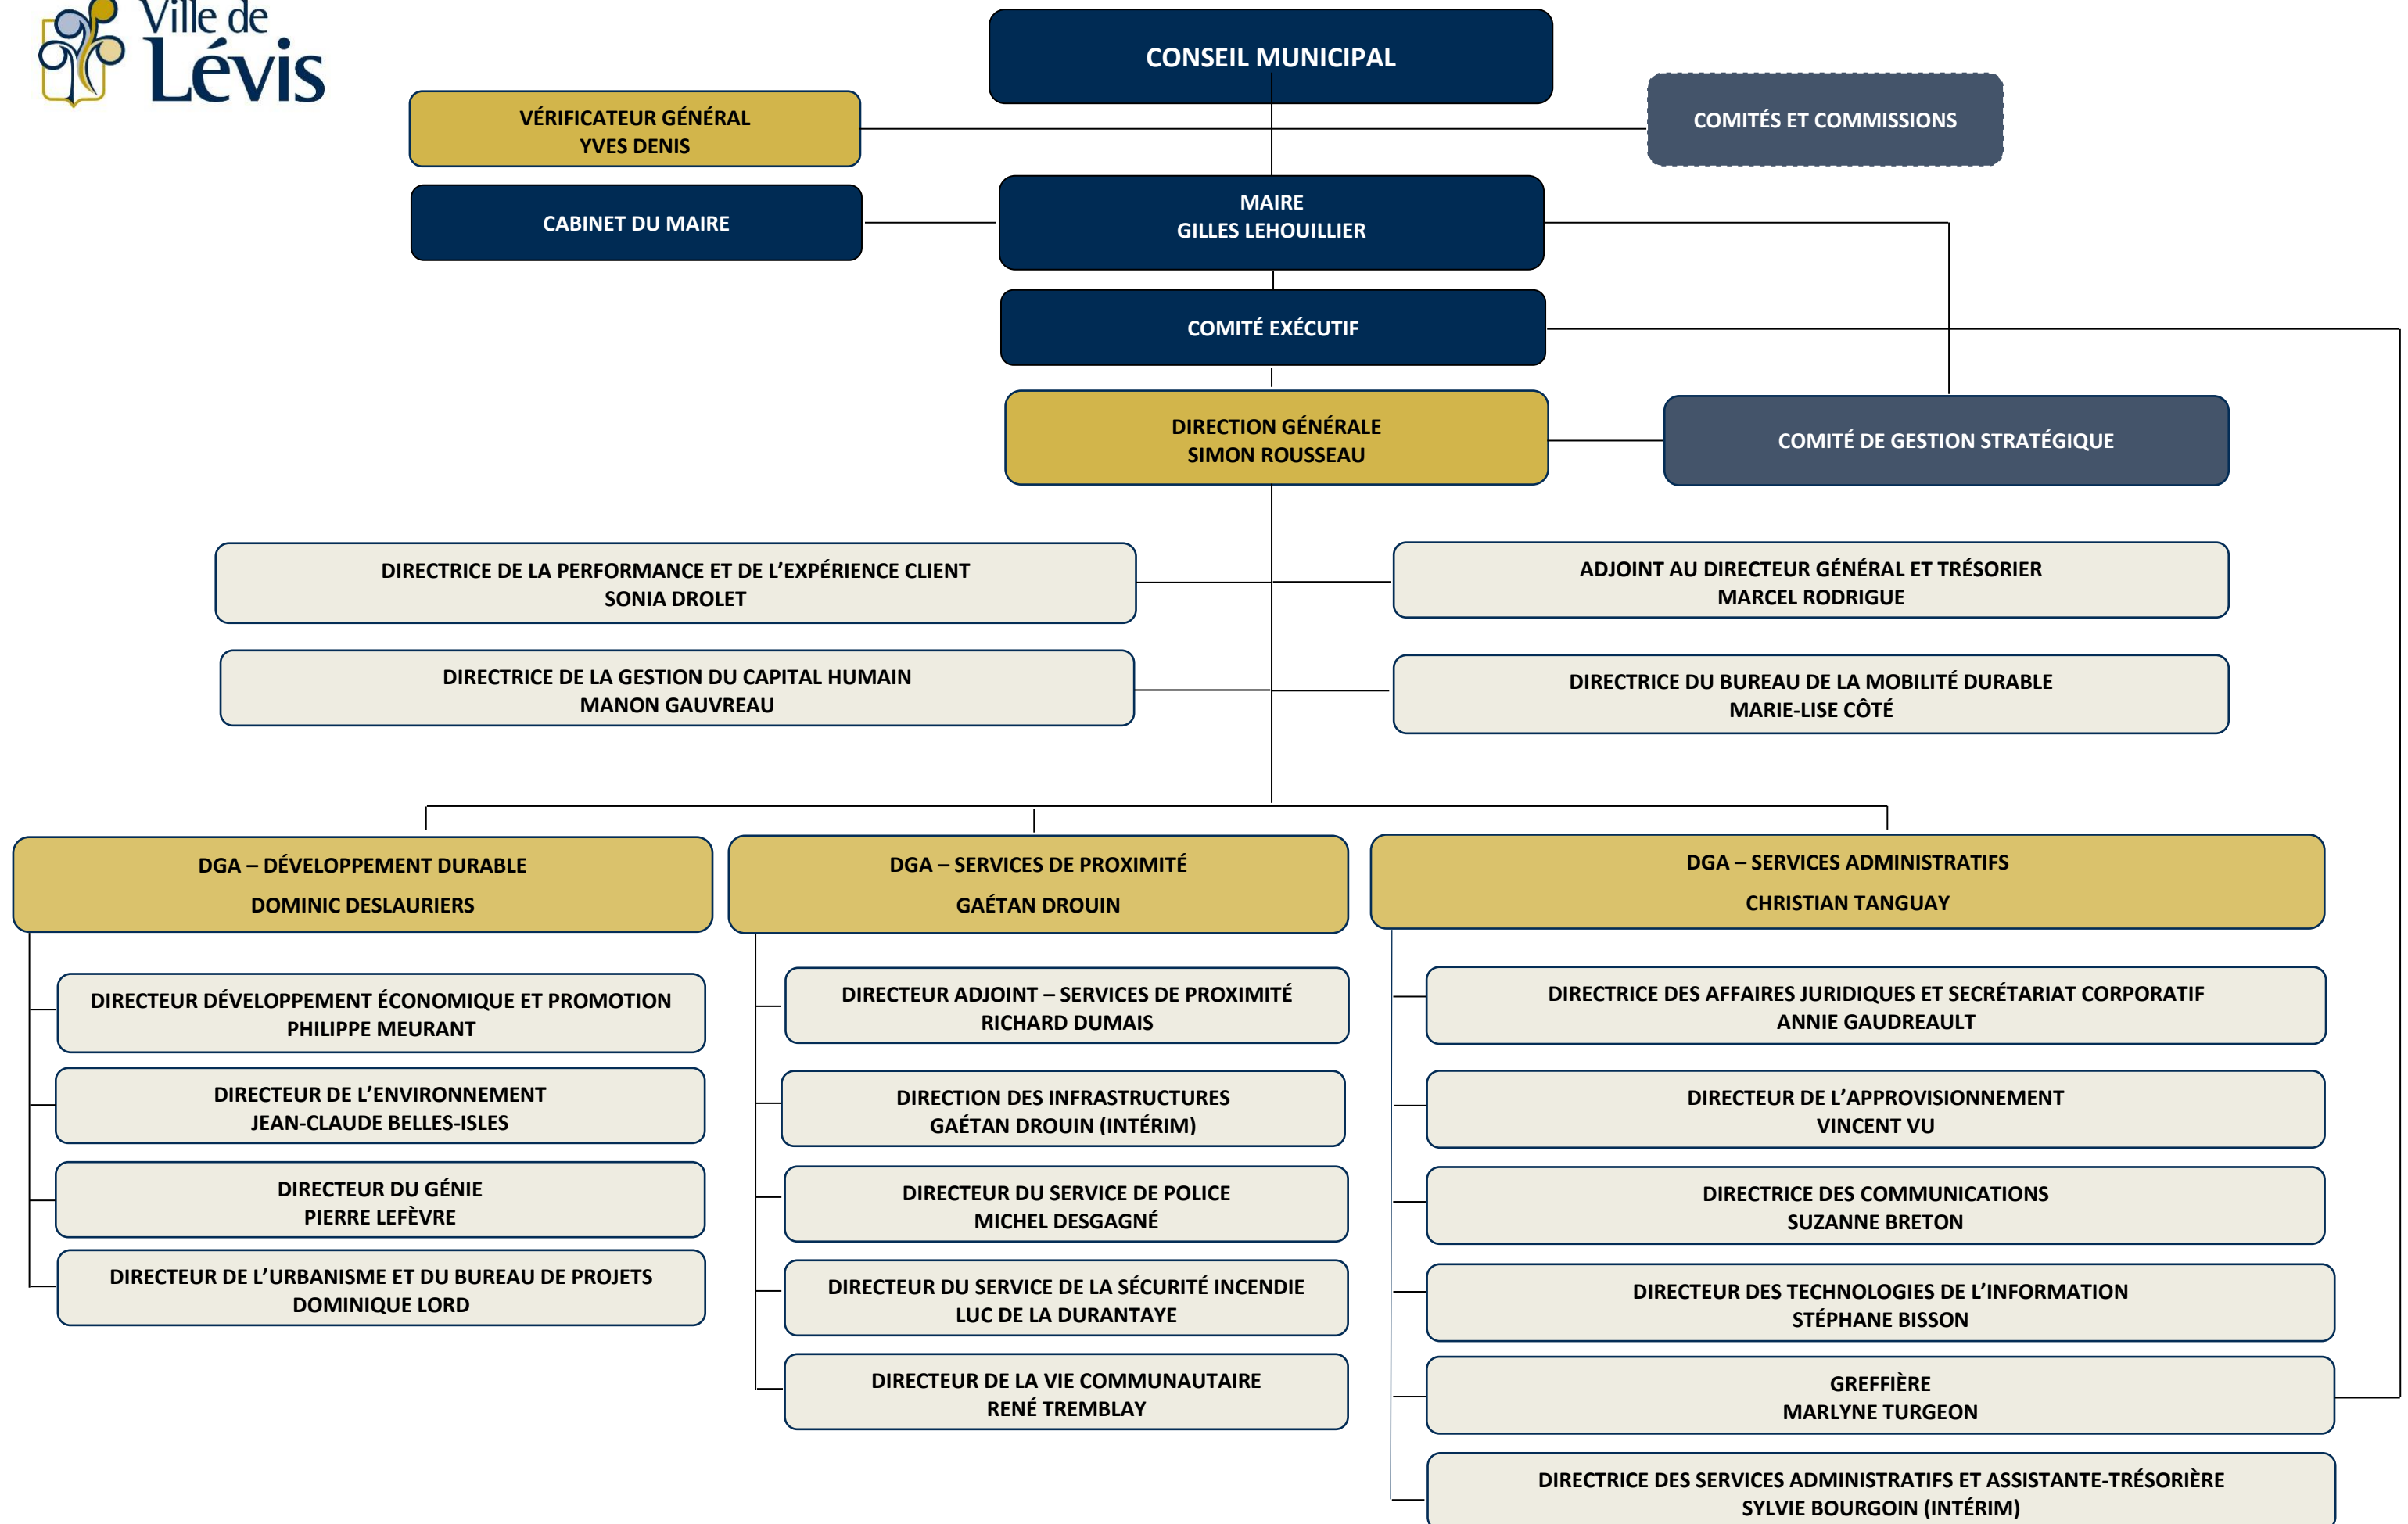 Ville de
Lévis
CONSEIL MUNICIPAL
VÉRIFICATEUR GÉNÉRAL
YVES DENIS
COMITÉS ET COMMISSIONS
CABINET DU MAIRE
MAIRE
GILLES LEHOUILLIER
COMITÉ EXÉCUTIF
DIRECTION GÉNÉRALE
SIMON ROUSSEAU
COMITÉ DE GESTION STRATÉGIQUE
DIRECTRICE DE LA PERFORMANCE ET DE L’EXPÉRIENCE CLIENT
SONIA DROLET
ADJOINT AU DIRECTEUR GÉNÉRAL ET TRÉSORIER
MARCEL RODRIGUE
DIRECTRICE DE LA GESTION DU CAPITAL HUMAIN
MANON GAUVREAU
DIRECTRICE DU BUREAU DE LA MOBILITÉ DURABLE
MARIE-LISE CÔTÉ
DGA – DÉVELOPPEMENT DURABLE
DOMINIC DESLAURIERS
DIRECTEUR DÉVELOPPEMENT ÉCONOMIQUE ET PROMOTION
PHILIPPE MEURANT
DIRECTEUR DE L’ENVIRONNEMENT
JEAN-CLAUDE BELLES-ISLES
DIRECTEUR DU GÉNIE
PIERRE LEFÈVRE
DIRECTEUR DE L’URBANISME ET DU BUREAU DE PROJETS
DOMINIQUE LORD
DGA – SERVICES DE PROXIMITÉ
GAÉTAN DROUIN
DIRECTEUR ADJOINT – SERVICES DE PROXIMITÉ
RICHARD DUMAIS
DIRECTION DES INFRASTRUCTURES
GAÉTAN DROUIN (INTÉRIM)
DIRECTEUR DU SERVICE DE POLICE
MICHEL DESGAGNÉ
DIRECTEUR DU SERVICE DE LA SÉCURITÉ INCENDIE
LUC DE LA DURANTAYE
DIRECTEUR DE LA VIE COMMUNAUTAIRE
RENÉ TREMBLAY
DGA – SERVICES ADMINISTRATIFS
CHRISTIAN TANGUAY
DIRECTRICE DES AFFAIRES JURIDIQUES ET SECRÉTARIAT CORPORATIF
ANNIE GAUDREAULT
DIRECTEUR DE L’APPROVISIONNEMENT
VINCENT VU
DIRECTRICE DES COMMUNICATIONS
SUZANNE BRETON
DIRECTEUR DES TECHNOLOGIES DE L’INFORMATION
STÉPHANE BISSON
GREFFIÈRE
MARLYNE TURGEON
DIRECTRICE DES SERVICES ADMINISTRATIFS ET ASSISTANTE-TRÉSORIÈRE
SYLVIE BOURGOIN (INTÉRIM)